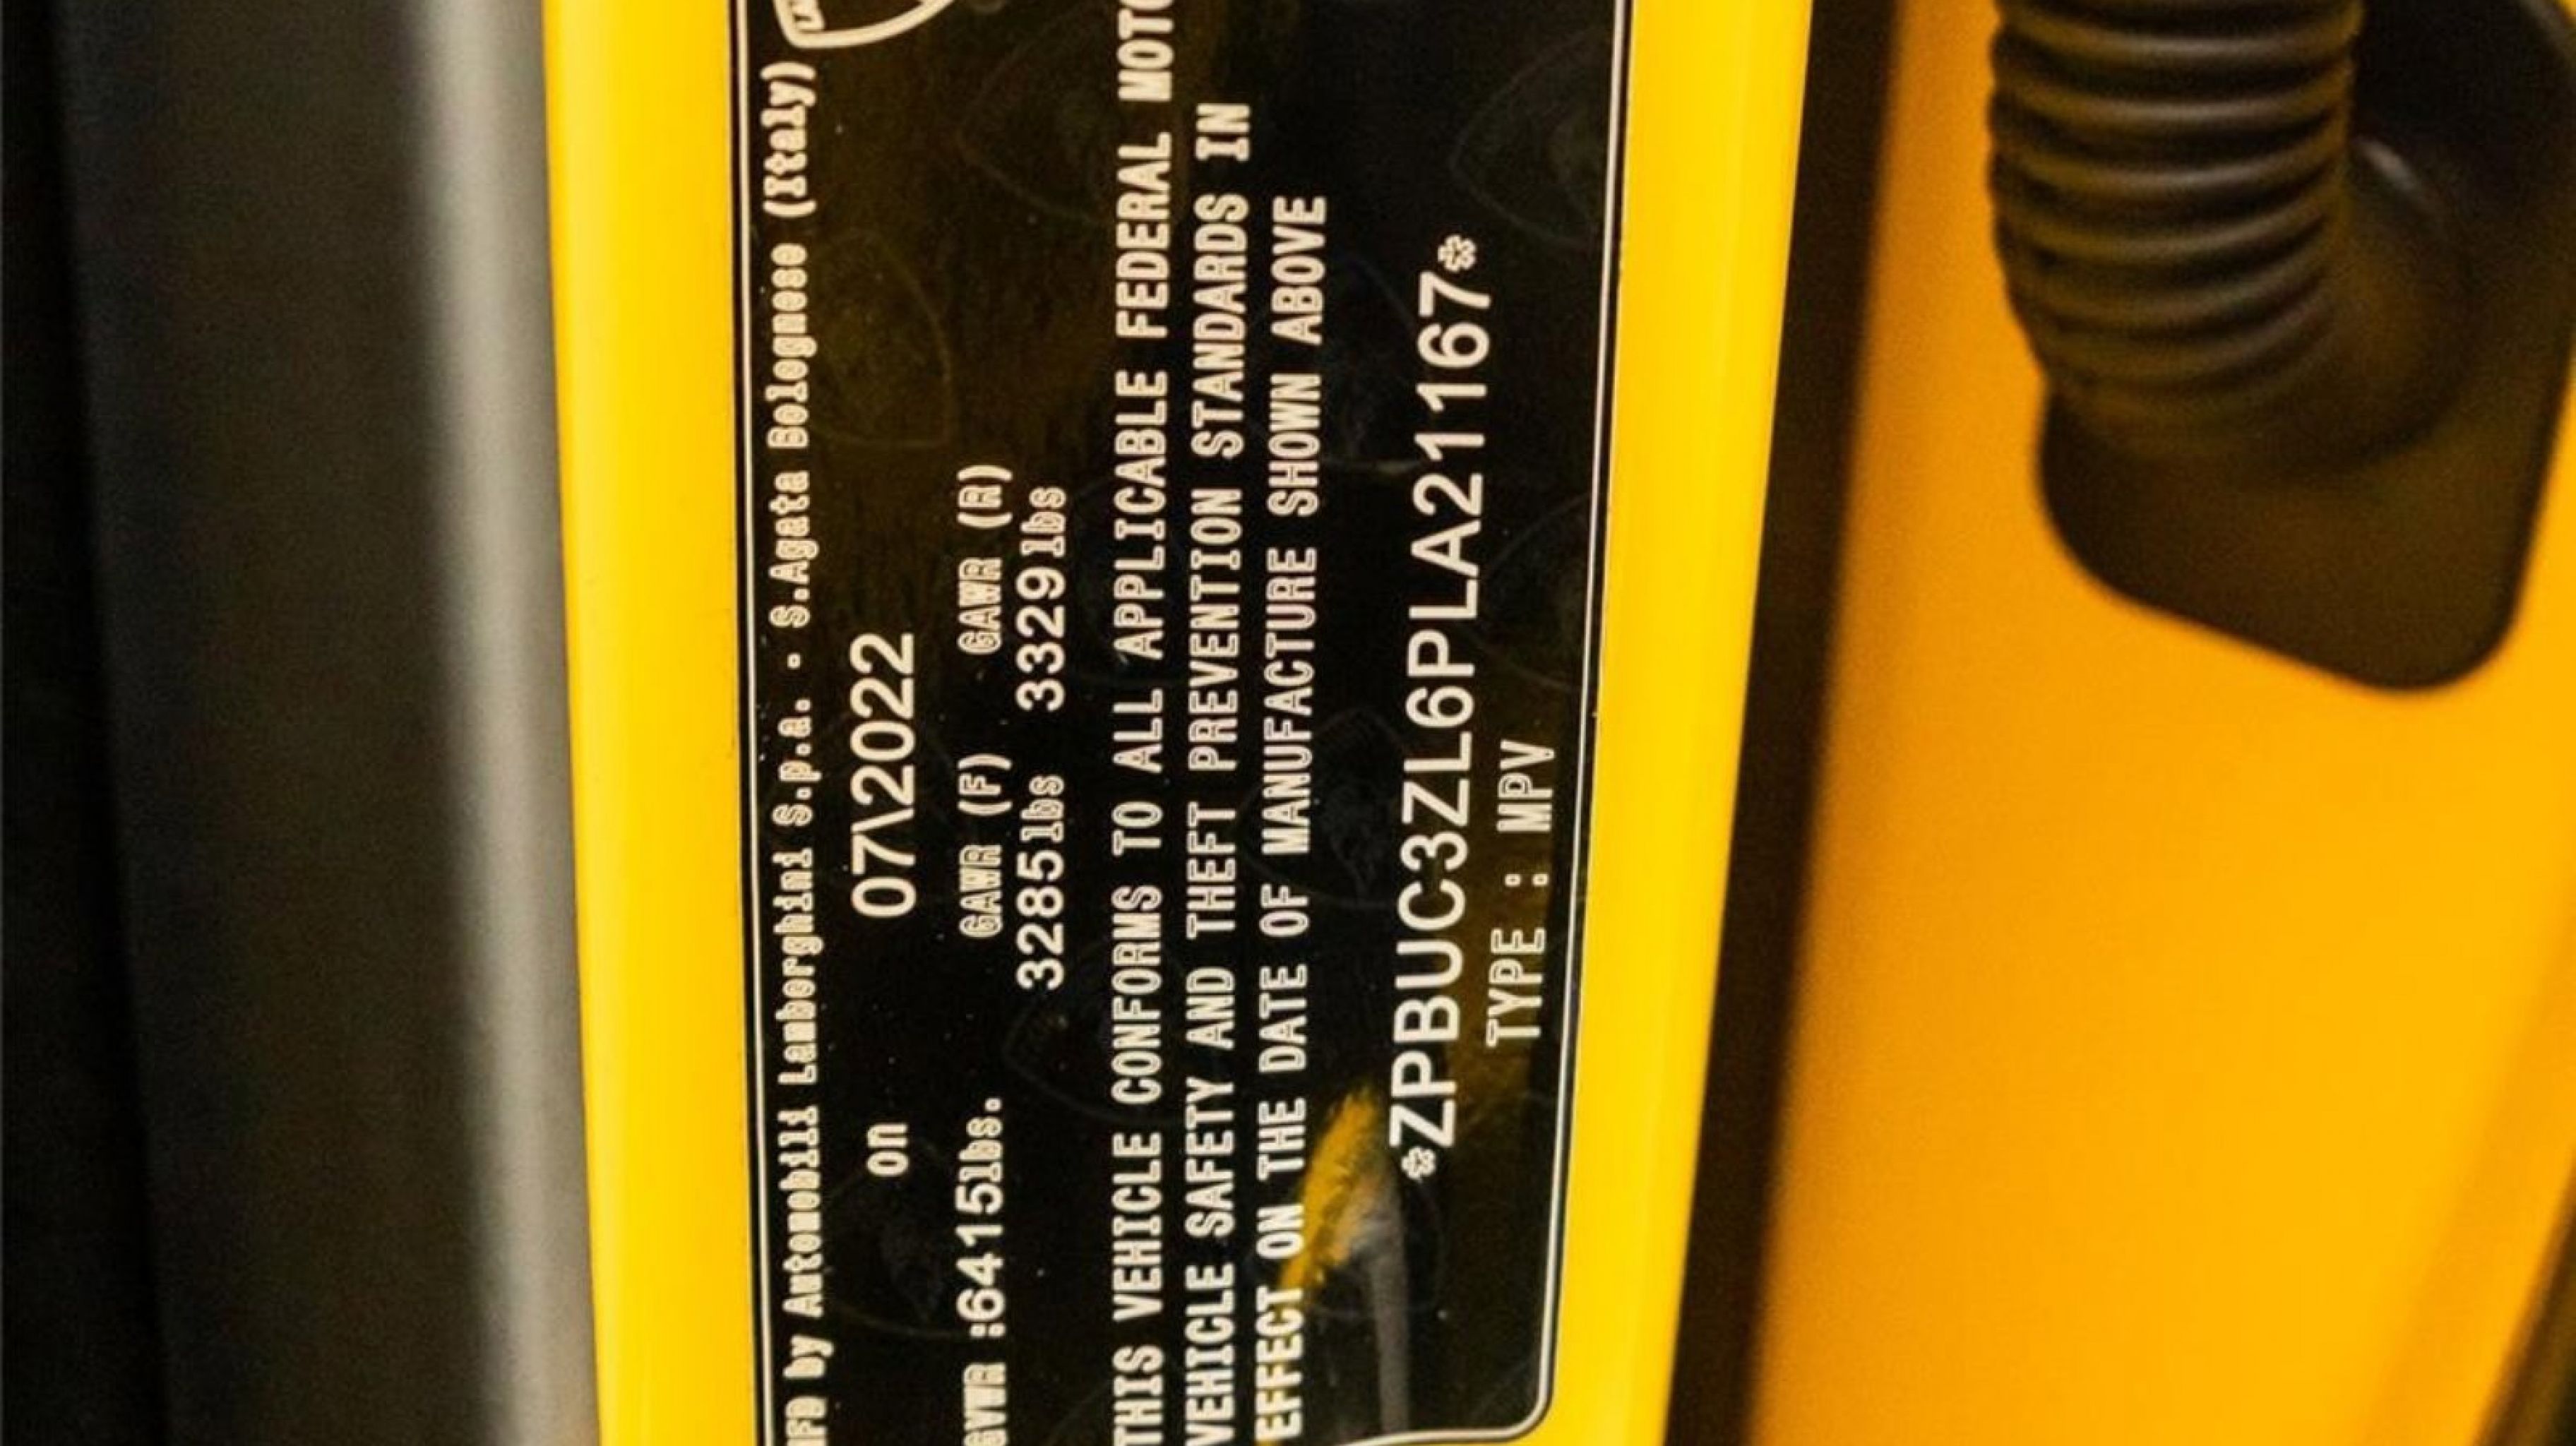 MFD by Automobili Lamborghini S.p.a. - S.Agata Bolognese (Italy)
on 07\2022
GVWR :6415lbs. GAWR (F) GAWR (R)
3285lbs 3329lbs
THIS VEHICLE CONFORMS TO ALL APPLICABLE FEDERAL MOTO
VEHICLE SAFETY AND THEFT PREVENTION STANDARDS IN
EFFECT ON THE DATE OF MANUFACTURE SHOWN ABOVE
*ZPBUC3ZL6PLA21167*
TYPE : MPV